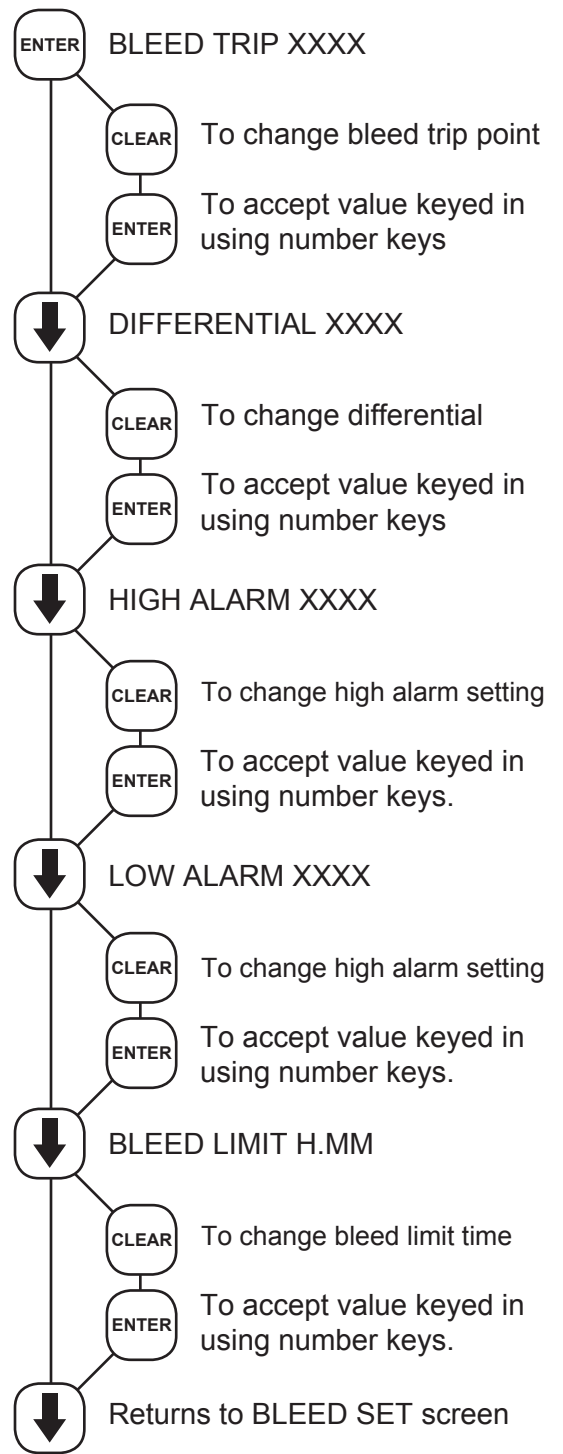 ENTER BLEED TRIP XXXX
CLEAR To change bleed trip point
To accept value keyed in
ENTER using number keys
DIFFERENTIAL XXXX
CLEAR To change differential
To accept value keyed in
ENTER using number keys
HIGH ALARM XXXX
CLEAR To change high alarm setting
To accept value keyed in
ENTER using number keys.
LOW ALARM XXXX
CLEAR To change high alarm setting
To accept value keyed in
ENTER using number keys.
BLEED LIMIT H.MM
CLEAR To change bleed limit time
To accept value keyed in
ENTER using number keys.
Returns to BLEED SET screen